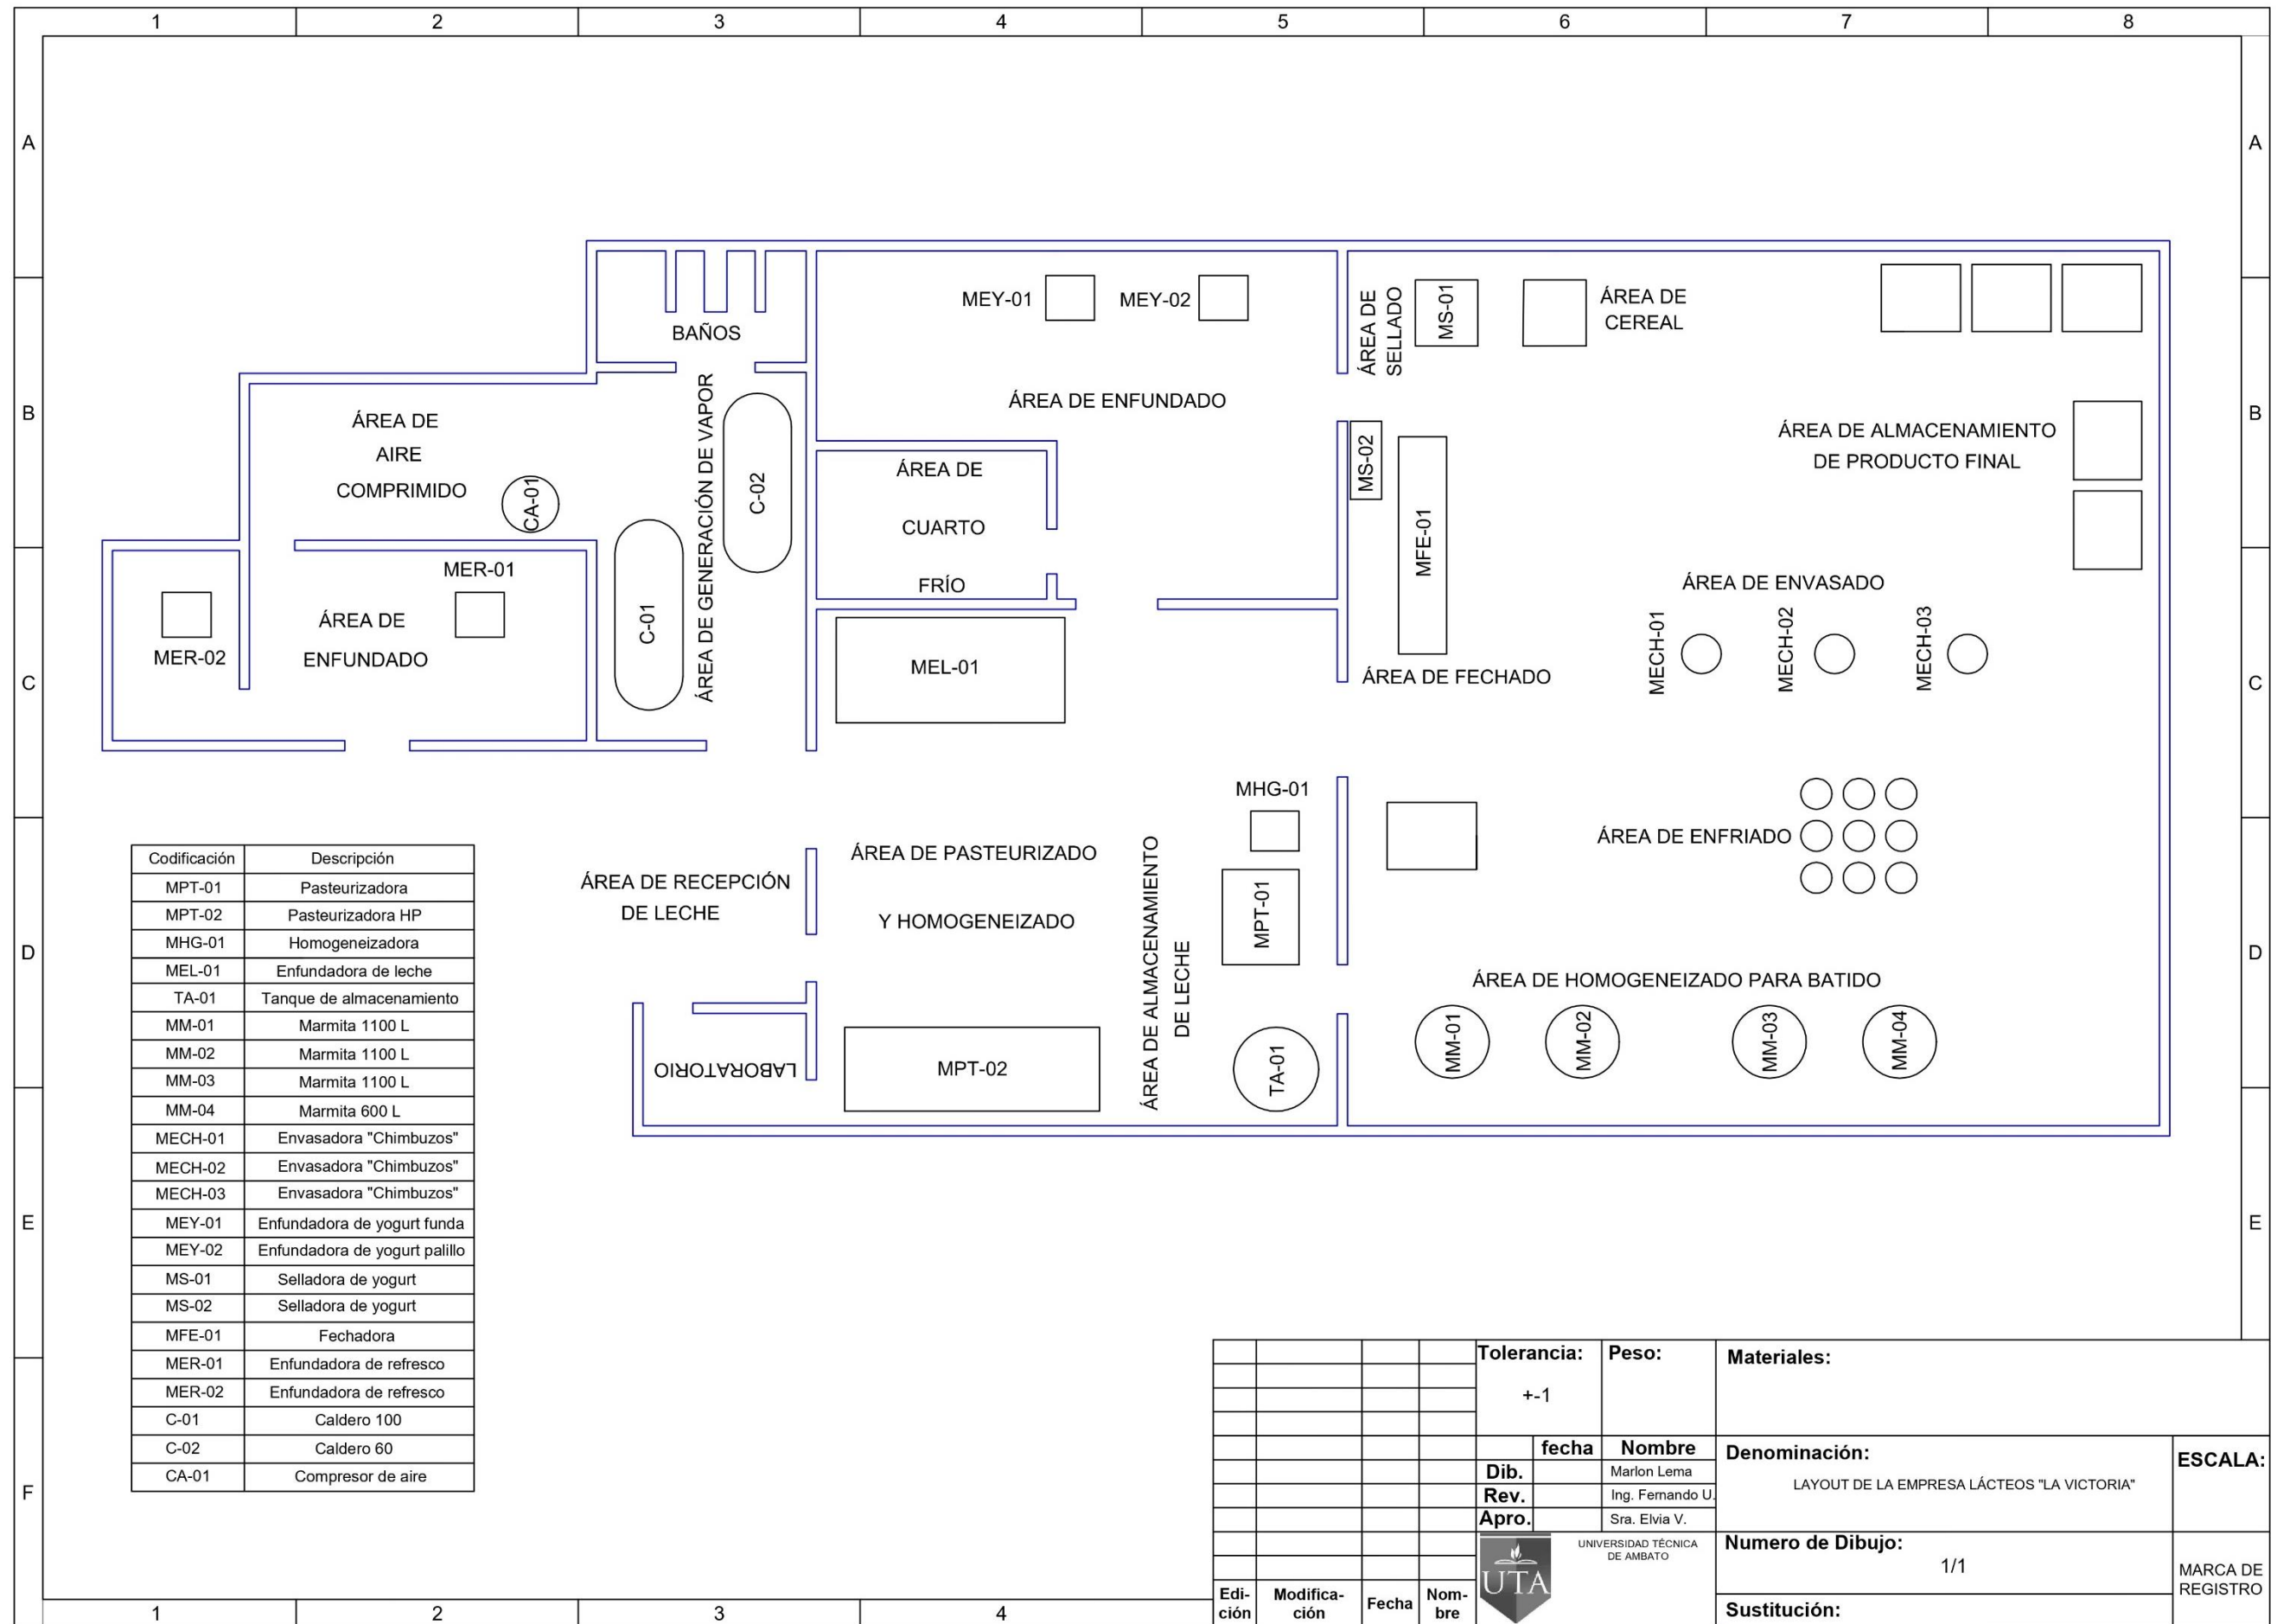 1 2 3 4 5 6 7 8
A A
B B
C C
D D
E E
F
BAÑOS
MEY-01
MEY-02
ÁREA DE ENFUNDADO
ÁREA DE
SELLADO
MS-01
ÁREA DE
CEREAL
ÁREA DE
AIRE
COMPRIMIDO
CA-01
ÁREA DE GENERACIÓN DE VAPOR
C-02
C-01
ÁREA DE
CUARTO
FRÍO
MS-02
MFE-01
ÁREA DE ALMACENAMIENTO
DE PRODUCTO FINAL
MER-01
MER-02
ÁREA DE
ENFUNDADO
MEL-01
ÁREA DE FECHADO
ÁREA DE ENVASADO
MECH-01
MECH-02
MECH-03
MHG-01
ÁREA DE ENFRIADO
ÁREA DE RECEPCIÓN
DE LECHE
ÁREA DE PASTEURIZADO
Y HOMOGENEIZADO
ÁREA DE ALMACENAMIENTO
DE LECHE
MPT-01
ÁREA DE HOMOGENEIZADO PARA BATIDO
MM-01
MM-02
MM-03
MM-04
LABORATORIO
MPT-02
TA-01
Codificación Descripción
MPT-01 Pasteurizadora
MPT-02 Pasteurizadora HP
MHG-01 Homogeneizadora
MEL-01 Enfundadora de leche
TA-01 Tanque de almacenamiento
MM-01 Marmita 1100 L
MM-02 Marmita 1100 L
MM-03 Marmita 1100 L
MM-04 Marmita 600 L
MECH-01 Envasadora "Chimbuzos"
MECH-02 Envasadora "Chimbuzos"
MECH-03 Envasadora "Chimbuzos"
MEY-01 Enfundadora de yogurt funda
MEY-02 Enfundadora de yogurt palillo
MS-01 Selladora de yogurt
MS-02 Selladora de yogurt
MFE-01 Fechadora
MER-01 Enfundadora de refresco
MER-02 Enfundadora de refresco
C-01 Caldero 100
C-02 Caldero 60
CA-01 Compresor de aire
Tolerancia: Peso: Materiales:
+-1
fecha Nombre
Dib. Marlon Lema
Rev. Ing. Fernando U.
Apro. Sra. Elvia V.
Denominación:
LAYOUT DE LA EMPRESA LÁCTEOS "LA VICTORIA"
ESCALA:
UTA
UNIVERSIDAD TÉCNICA
DE AMBATO
Numero de Dibujo:
1/1
MARCA DE
REGISTRO
Sustitución:
Edi-
ción
Modifica-
ción
Fecha
Nom-
bre
1 2 3 4